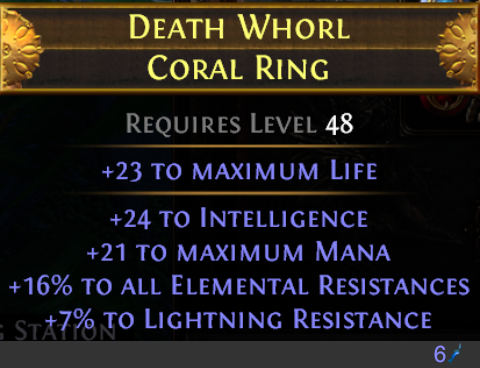 Death Whorl
Coral Ring
Requires Level 48
+23 to maximum Life
+24 to Intelligence
+21 to maximum Mana
+16% to all Elemental Resistances
+7% to Lightning Resistance
g Station
6